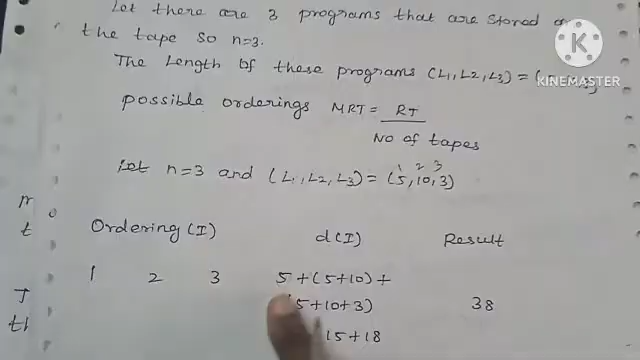 Let there are 3 programs that are stored on
the tape so n=3.
The Length of these programs (L1, L2, L3) = (
K
KINEMASTER
possible orderings MRT = RT
No of tapes
let n=3 and (L1, L2, L3) = (5, 10, 3)
1 2 3
Ordering (I) d(I) Result
1 2 3 5+(5+10)+
(5+10+3) 38
15+18